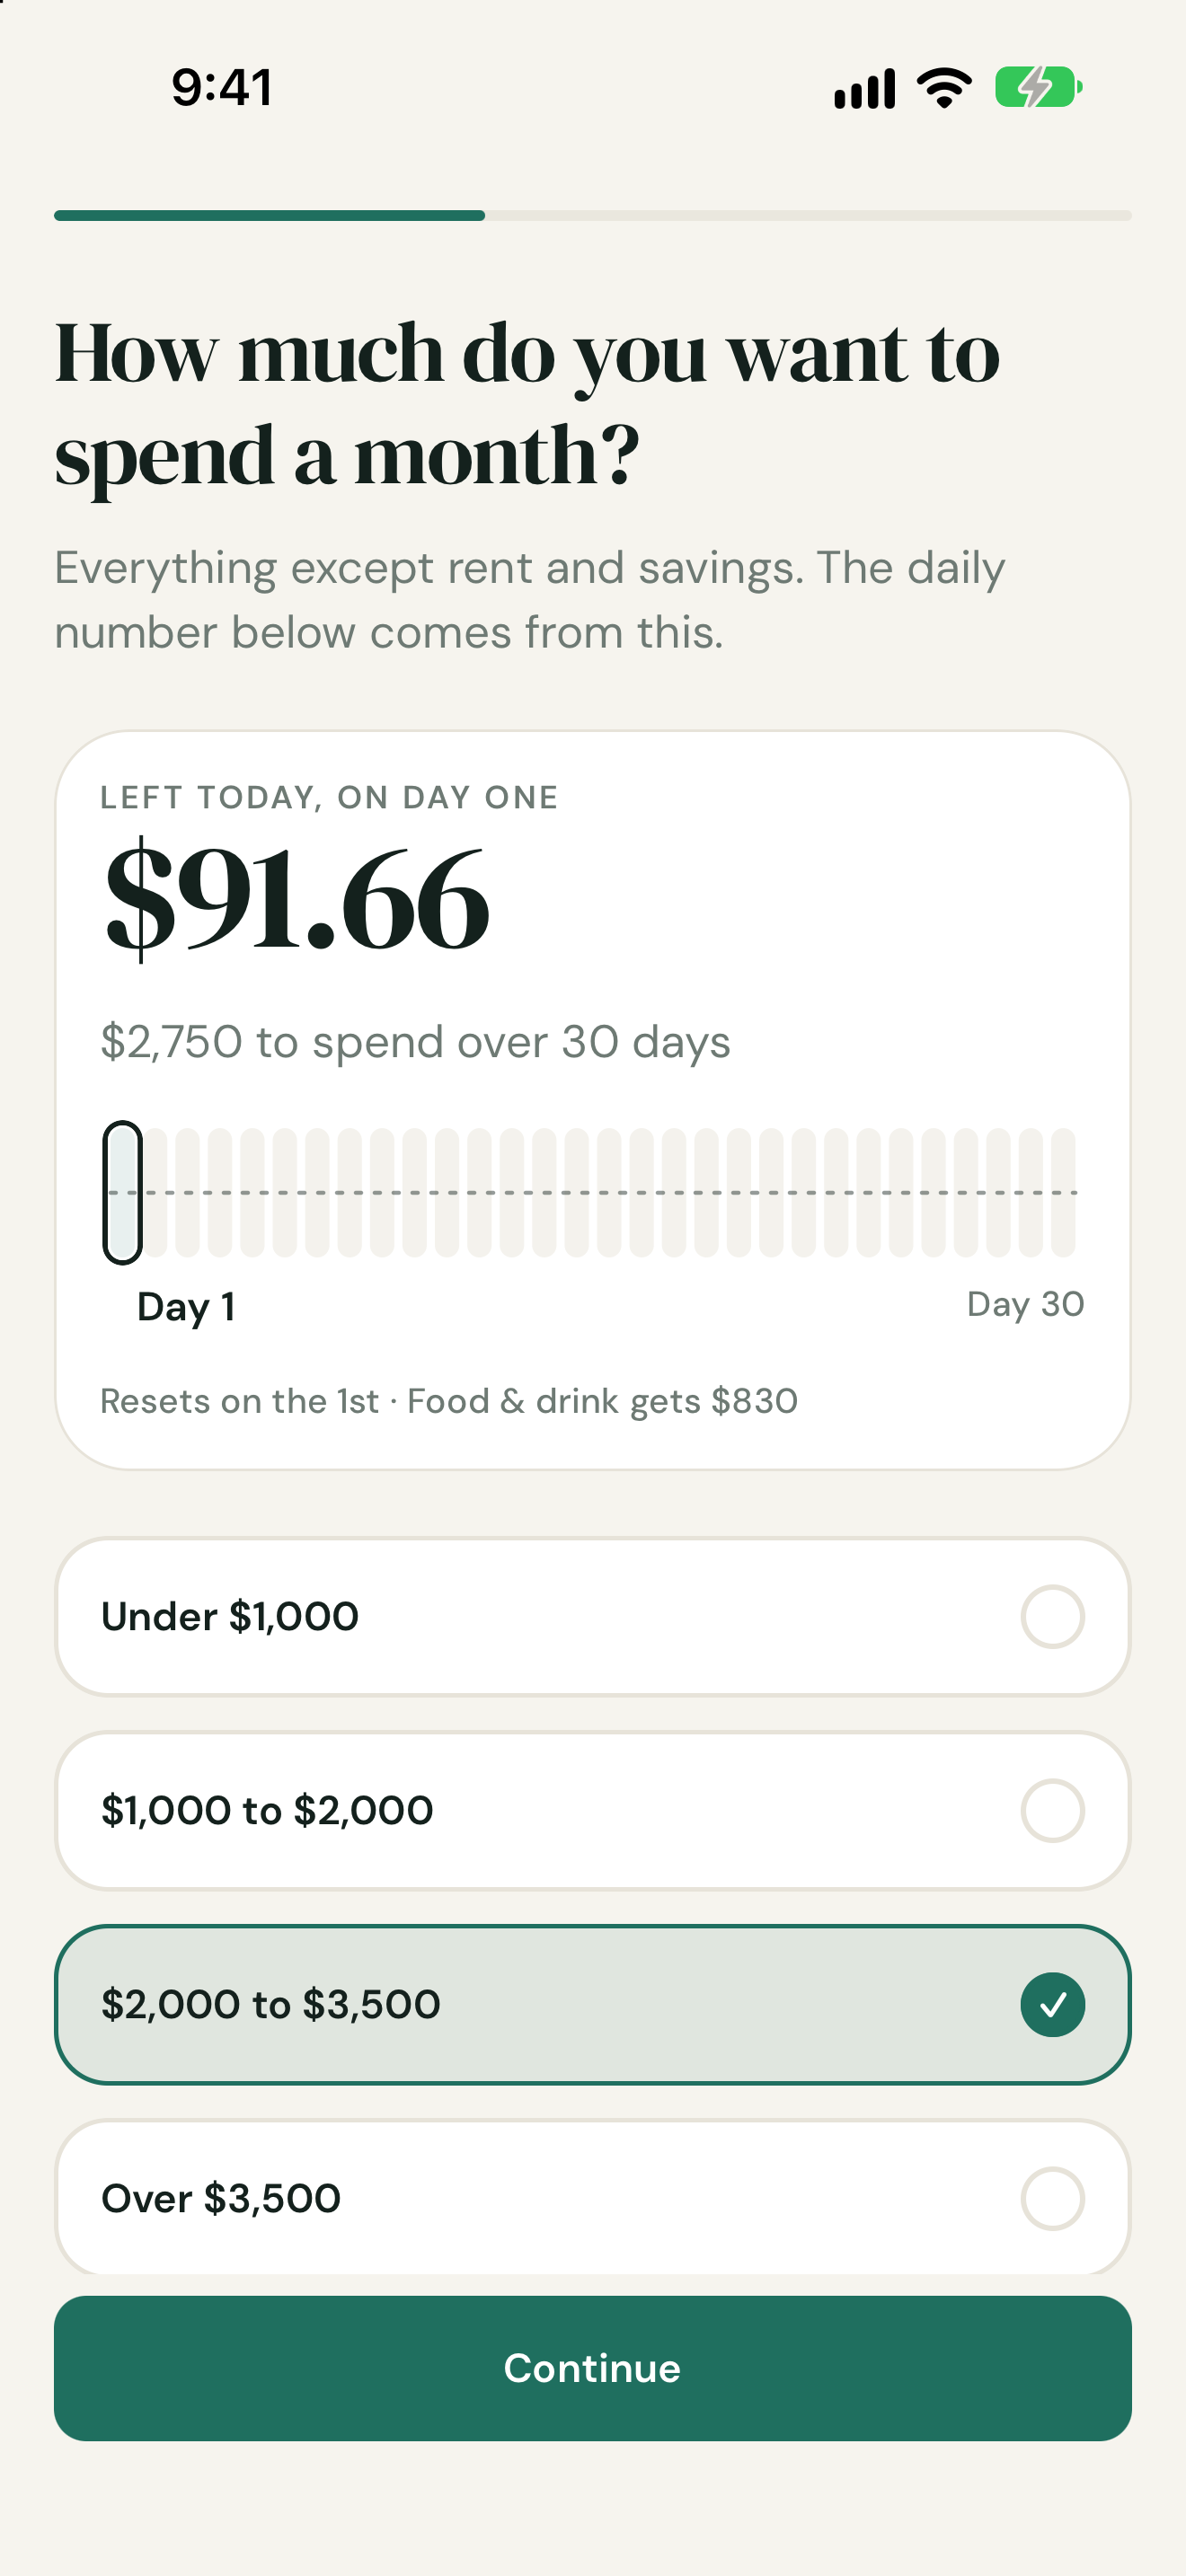 9:41
How much do you want to
spend a month?
Everything except rent and savings. The daily
number below comes from this.
LEFT TODAY, ON DAY ONE
$91.66
$2,750 to spend over 30 days
Day 1
Day 30
Resets on the 1st · Food & drink gets $830
Under $1,000
$1,000 to $2,000
$2,000 to $3,500
Over $3,500
Continue